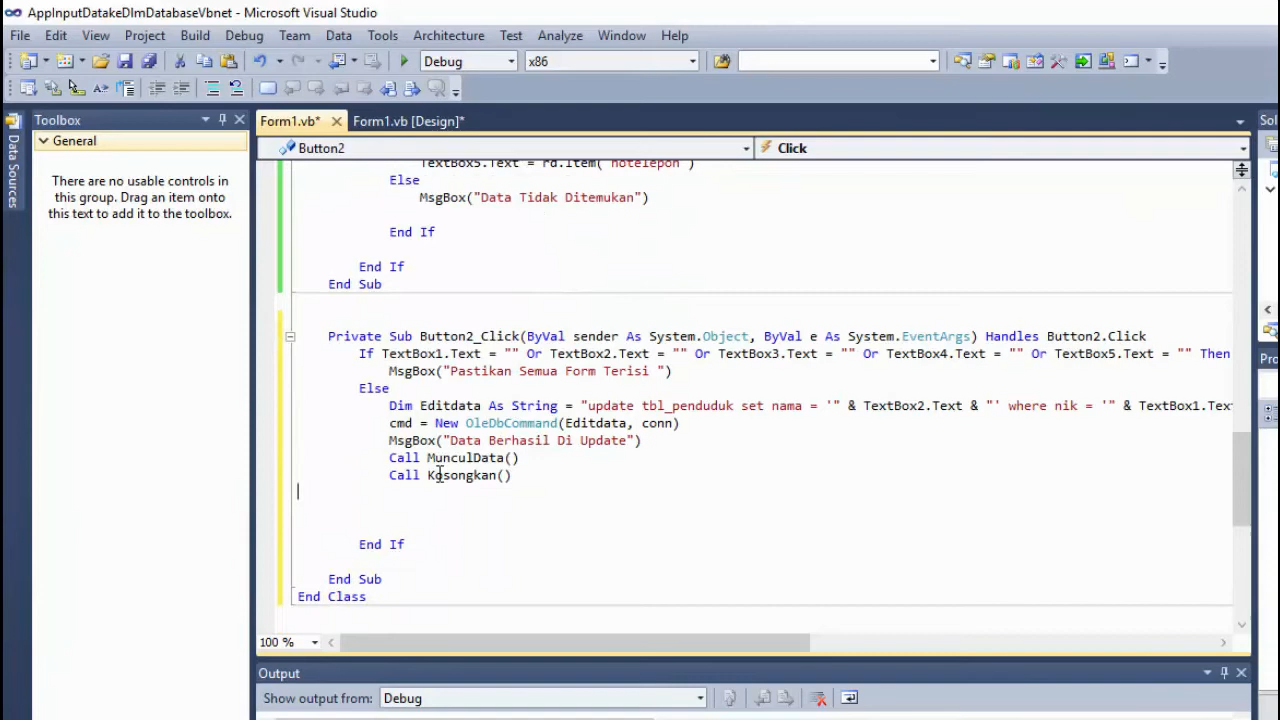 AppInputDatakeDlmDatabaseVbnet - Microsoft Visual Studio
File Edit View Project Build Debug Team Data Tools Architecture Test Analyze Window Help
Debug x86
Toolbox
General
There are no usable controls in
this group. Drag an item onto
this text to add it to the toolbox.
Data Sources
Form1.vb* Form1.vb [Design]*
Button2 Click
TextBox5.Text = rd.Item("notelepon")
Else
MsgBox("Data Tidak Ditemukan")
End If
End If
End Sub
Private Sub Button2_Click(ByVal sender As System.Object, ByVal e As System.EventArgs) Handles Button2.Click
If TextBox1.Text = "" Or TextBox2.Text = "" Or TextBox3.Text = "" Or TextBox4.Text = "" Or TextBox5.Text = "" Then
MsgBox("Pastikan Semua Form Terisi ")
Else
Dim Editdata As String = "update tbl_penduduk set nama = '" & TextBox2.Text & "' where nik = '" & TextBox1.Tex
cmd = New OleDbCommand(Editdata, conn)
MsgBox("Data Berhasil Di Update")
Call MunculData()
Call Kosongkan()
End If
End Sub
End Class
100 %
Output
Show output from: Debug
Sol
Pro